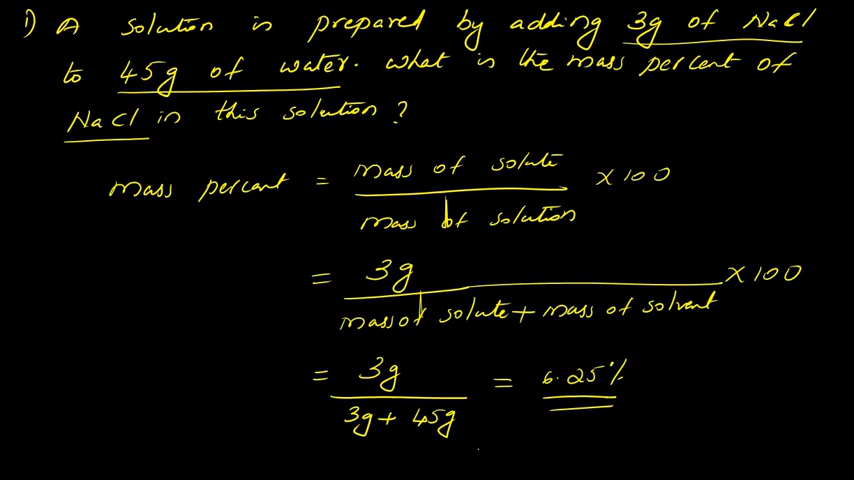 1) A solution is prepared by adding 3g of NaCl
to 45g of water. what is the mass percent of
NaCl in this solution?
mass percent = mass of solute / mass of solution × 100
= 3g / mass of solute + mass of solvent × 100
= 3g / 3g + 45g = 6.25%